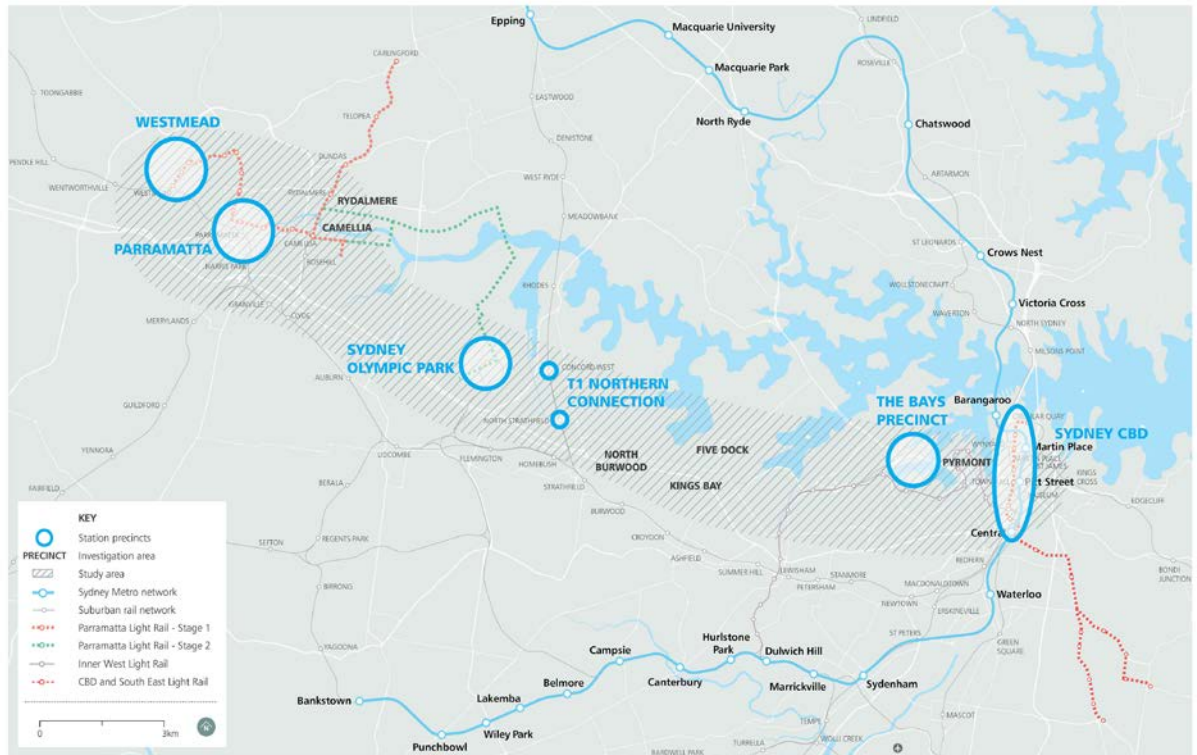 Epping
Macquarie University
LINDFIELD
Macquarie Park
ROSEVILLE
CARLINGFORD
TOONGABBIE
EASTWOOD
TELOPEA
North Ryde
Chatswood
WESTMEAD
DENISTONE
PENDLE HILL
DUNDAS
ARTARMON
WENTWORTHVILLE
WEST RYDE
RYDALMERE
RYDALMERE
MEADOWBANK
CAMELLIA
PARRAMATTA
CAMELLIA
ST LEONARDS
HARRIS PARK
ROSEHILL
Crows Nest
WOLLSTONECRAFT
RHODES
GRANVILLE
Victoria Cross
CLYDE
WAVERTON
MERRYLANDS
NORTH SYDNEY
SYDNEY
OLYMPIC PARK
MILSONS POINT
CONCORD WEST
AUBURN
T1 NORTHERN
CONNECTION
THE BAYS
PRECINCT
Barangaroo
GUILDFORD
NORTH STRATHFIELD
SYDNEY CBD
Martin Place
FIVE DOCK
NORTH
BURWOOD
PYRMONT
YENNORA
LIDCOMBE
FLEMINGTON
HOMEBUSH
KINGS
CROSS
KINGS BAY
STRATHFIELD
Pitt Street
FAIRFIELD
BERALA
EDGECLIFF
BURWOOD
Central
CROYDON
SEFTON
REGENTS PARK
ASHFIELD
REDFERN
BONDI
JUNCTION
SUMMER HILL
LEWISHAM
STANMORE
PETERSHAM
MACDONALDTOWN
BIRRONG
NEWTOWN
ERSKINEVILLE
Waterloo
ST PETERS
GREEN
SQUARE
YAGOONA
Hurlstone
Park
Campsie
Dulwich Hill
Canterbury
Belmore
Marrickville
Sydenham
Lakemba
Bankstown
Wiley Park
Punchbowl
TEMPE
MASCOT
WOLLI CREEK
TURRELLA
BARDWELL PARK
KEY
Station precincts
PRECINCT Investigation area
Study area
Sydney Metro network
Suburban rail network
Parramatta Light Rail - Stage 1
Parramatta Light Rail - Stage 2
Inner West Light Rail
CBD and South East Light Rail
0 3km